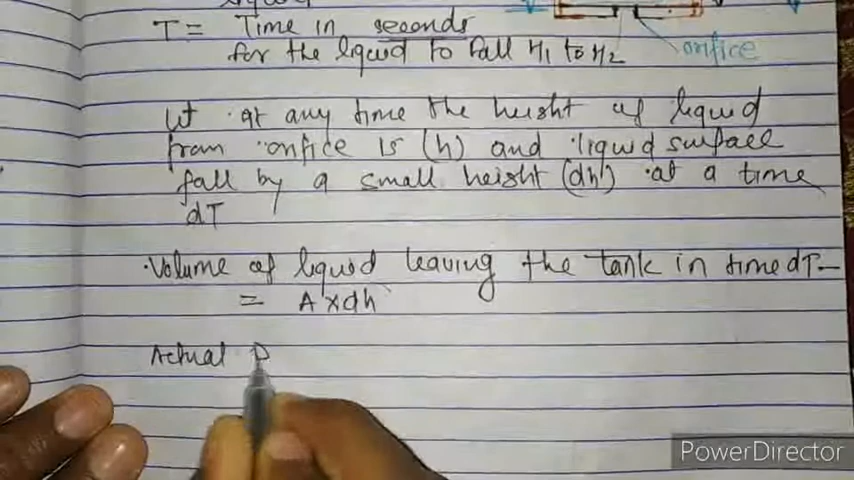 T = Time in seconds
for the liquid to fall H1 to H2
orifice
let at any time the height of liquid
from orifice is (h) and liquid surface
fall by a small height (dh) at a time
dT
Volume of liquid leaving the tank in time dT-
= A×dh
Actual D
PowerDirector